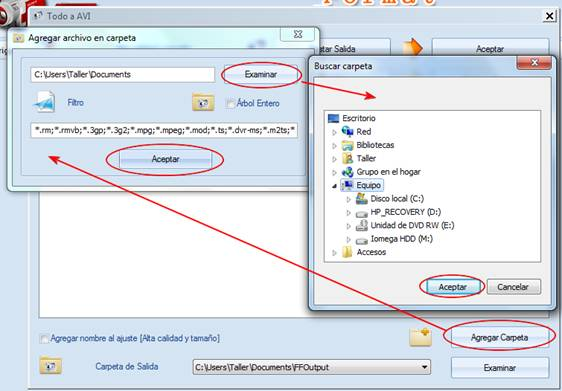 Format
Todo a AVI
Agregar archivo en carpeta
C:\Users\Taller\Documents
Examinar
Filtro
Árbol Entero
*.rm;*.rmvb;*.3gp;*.3g2;*.mpg;*.mpeg;*.mod;*.ts;*.dvr-ms;*.m2ts;*
Aceptar
Salida
Aceptar
Buscar carpeta
Escritorio
Red
Bibliotecas
Taller
Grupo en el hogar
Equipo
Disco local (C:)
HP_RECOVERY (D:)
Unidad de DVD RW (E:)
Iomega HDD (M:)
Accesos
Aceptar
Cancelar
Agregar nombre al ajuste [Alta calidad y tamaño]
Agregar Carpeta
Carpeta de Salida
C:\Users\Taller\Documents\FFOutput
Examinar